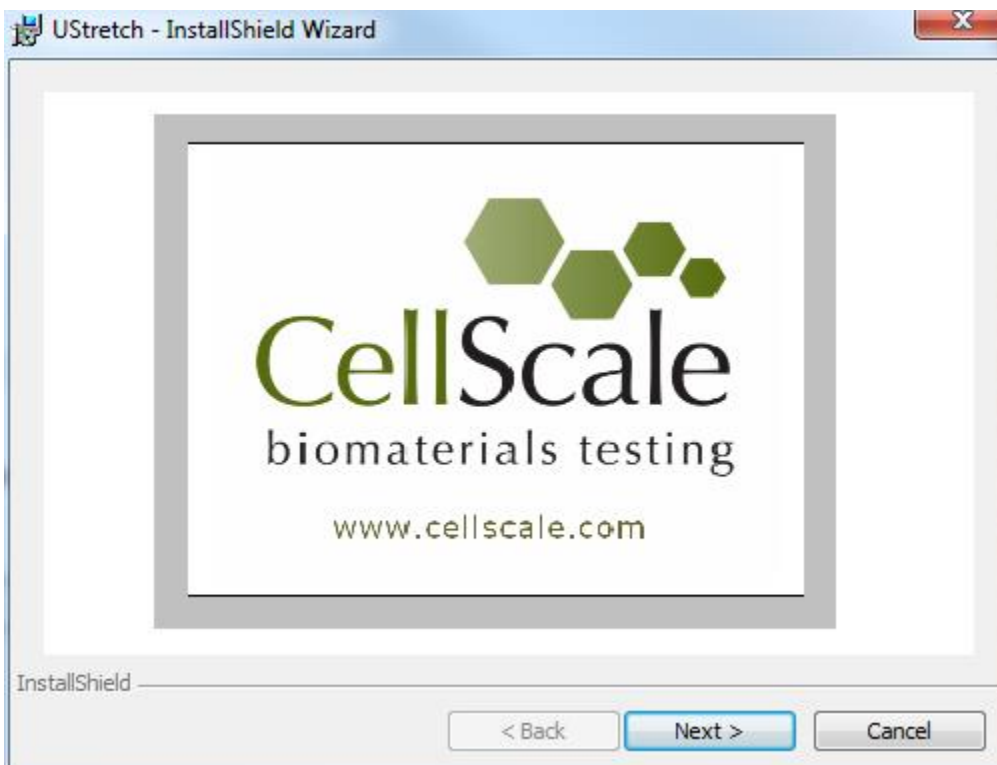 UStretch - InstallShield Wizard
CellScale
biomaterials testing
www.cellscale.com
InstallShield
< Back Next > Cancel